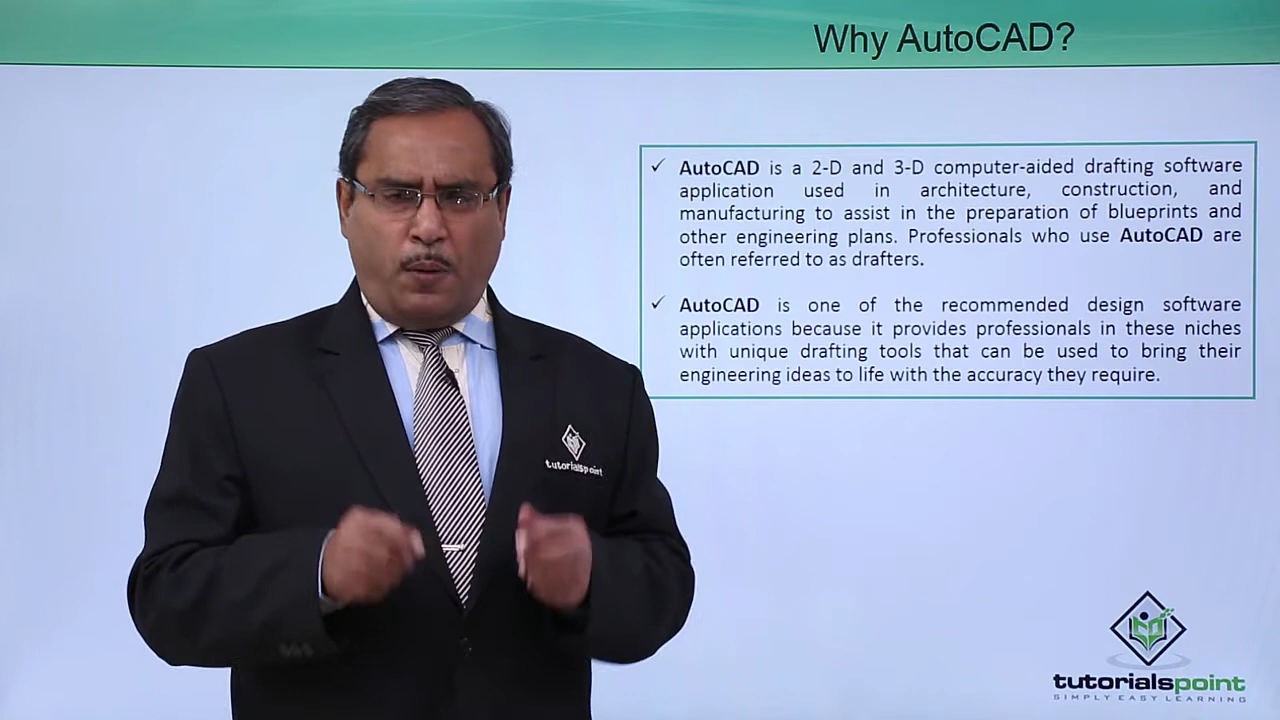 Why AutoCAD?
✓ AutoCAD is a 2-D and 3-D computer-aided drafting software
application used in architecture, construction, and
manufacturing to assist in the preparation of blueprints and
other engineering plans. Professionals who use AutoCAD are
often referred to as drafters.
✓ AutoCAD is one of the recommended design software
applications because it provides professionals in these niches
with unique drafting tools that can be used to bring their
engineering ideas to life with the accuracy they require.
tutorialspoint
tutorialspoint
SIMPLY EASY LEARNING